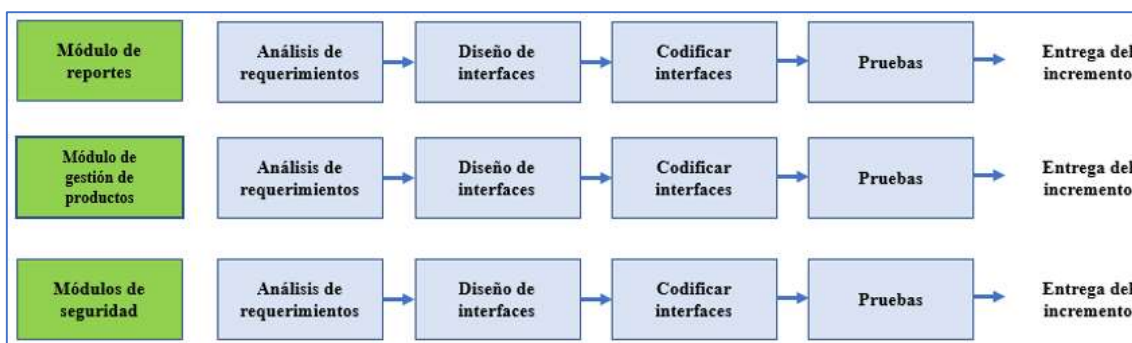 Módulo de
reportes
Análisis de
requerimientos
Diseño de
interfaces
Codificar
interfaces
Pruebas
Entrega del
incremento
Módulo de
gestión de
productos
Análisis de
requerimientos
Diseño de
interfaces
Codificar
interfaces
Pruebas
Entrega del
incremento
Módulos de
seguridad
Análisis de
requerimientos
Diseño de
interfaces
Codificar
interfaces
Pruebas
Entrega del
incremento